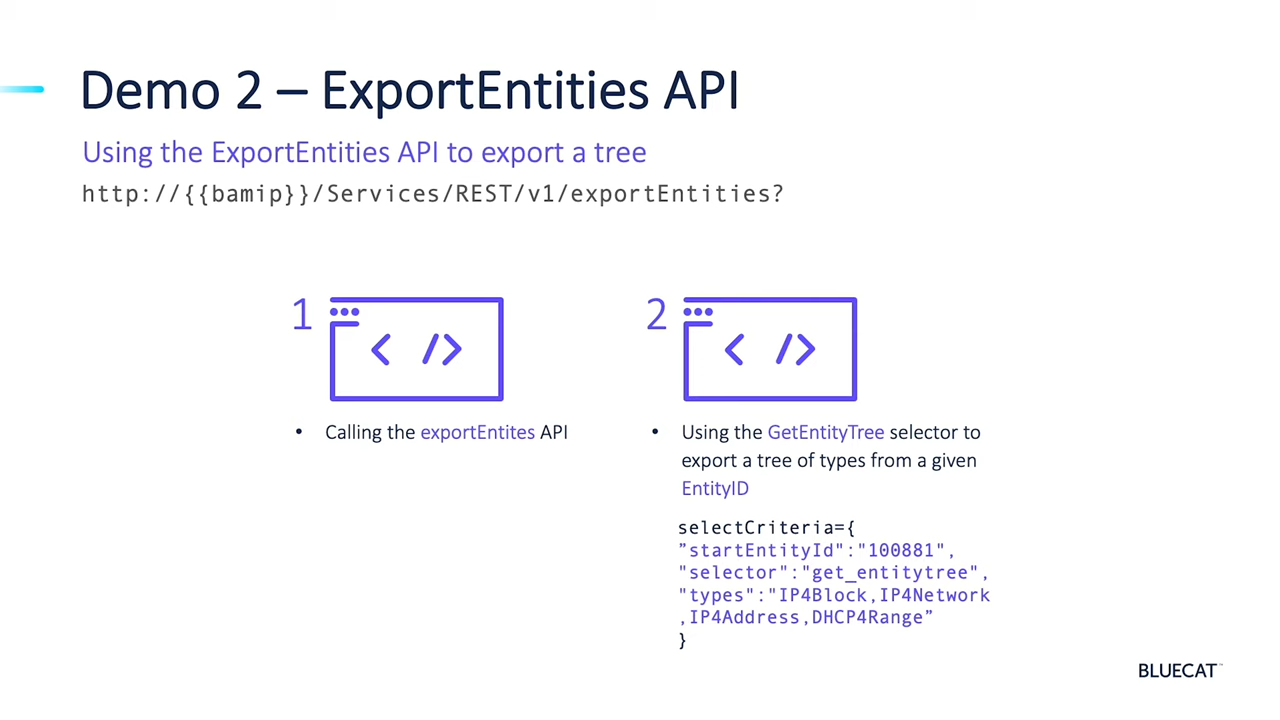 Demo 2 – ExportEntities API
Using the ExportEntities API to export a tree
http://{{bamip}}/Services/REST/v1/exportEntities?
1
< />
• Calling the exportEntites API
2
< />
• Using the GetEntityTree selector to
export a tree of types from a given
EntityID
selectCriteria={
”startEntityId":"100881",
"selector":"get_entitytree",
"types":"IP4Block,IP4Network
,IP4Address,DHCP4Range”
}
BLUECAT™